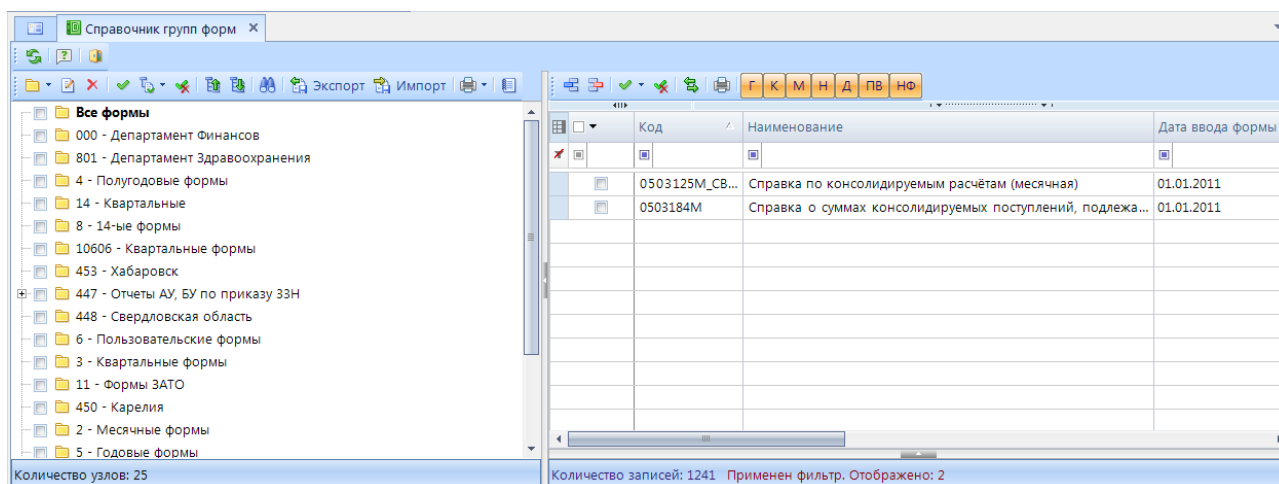 Справочник групп форм
Экспорт Импорт
Г К М Н Д ПВ НФ
Все формы
000 - Департамент Финансов
801 - Департамент Здравоохранения
4 - Полугодовые формы
14 - Квартальные
8 - 14-ые формы
10606 - Квартальные формы
453 - Хабаровск
447 - Отчеты АУ, БУ по приказу 33Н
448 - Свердловская область
6 - Пользовательские формы
3 - Квартальные формы
11 - Формы ЗАТО
450 - Карелия
2 - Месячные формы
5 - Годовые формы
Количество узлов: 25
Код Наименование Дата ввода формы
0503125М_СВ... Справка по консолидируемым расчётам (месячная) 01.01.2011
0503184М Справка о суммах консолидируемых поступлений, подлежа... 01.01.2011
Количество записей: 1241 Применен фильтр. Отображено: 2